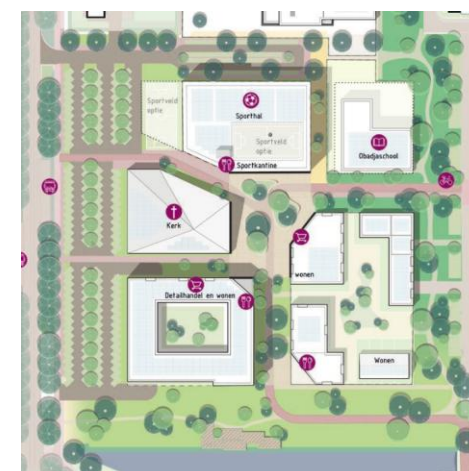 Sportveld
optie
Sporthal
Sportveld
optie
Sportkantine
Obadjaschool
Kerk
wonen
Detailhandel en wonen
Wonen